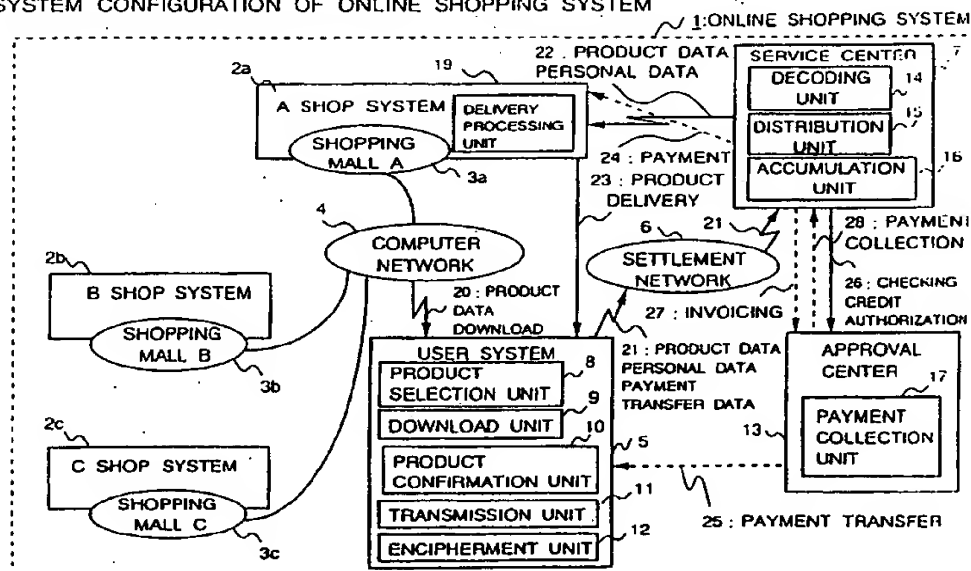 SYSTEM CONFIGURATION OF ONLINE SHOPPING SYSTEM
1:ONLINE SHOPPING SYSTEM
2a
19
22 : PRODUCT DATA
PERSONAL DATA
SERVICE CENTER
7
DECODING
UNIT
14
DISTRIBUTION
UNIT
15
ACCUMULATION
UNIT
16
A SHOP SYSTEM
DELIVERY
PROCESSING
UNIT
SHOPPING
MALL A
3a
24 : PAYMENT
23 : PRODUCT
DELIVERY
4
COMPUTER
NETWORK
6
SETTLEMENT
NETWORK
21
28 : PAYMENT
COLLECTION
26 : CHECKING
CREDIT
AUTHORIZATION
27 : INVOICING
2b
B SHOP SYSTEM
SHOPPING
MALL B
3b
20 : PRODUCT
DATA
DOWNLOAD
21 : PRODUCT DATA
PERSONAL DATA
PAYMENT
TRANSFER DATA
USER SYSTEM
PRODUCT
SELECTION UNIT
8
DOWNLOAD UNIT
9
10
PRODUCT
CONFIRMATION UNIT
5
TRANSMISSION UNIT
11
ENCIPHERMENT UNIT
12
APPROVAL
CENTER
17
PAYMENT
COLLECTION
UNIT
13
25 : PAYMENT TRANSFER
2c
C SHOP SYSTEM
SHOPPING
MALL C
3c